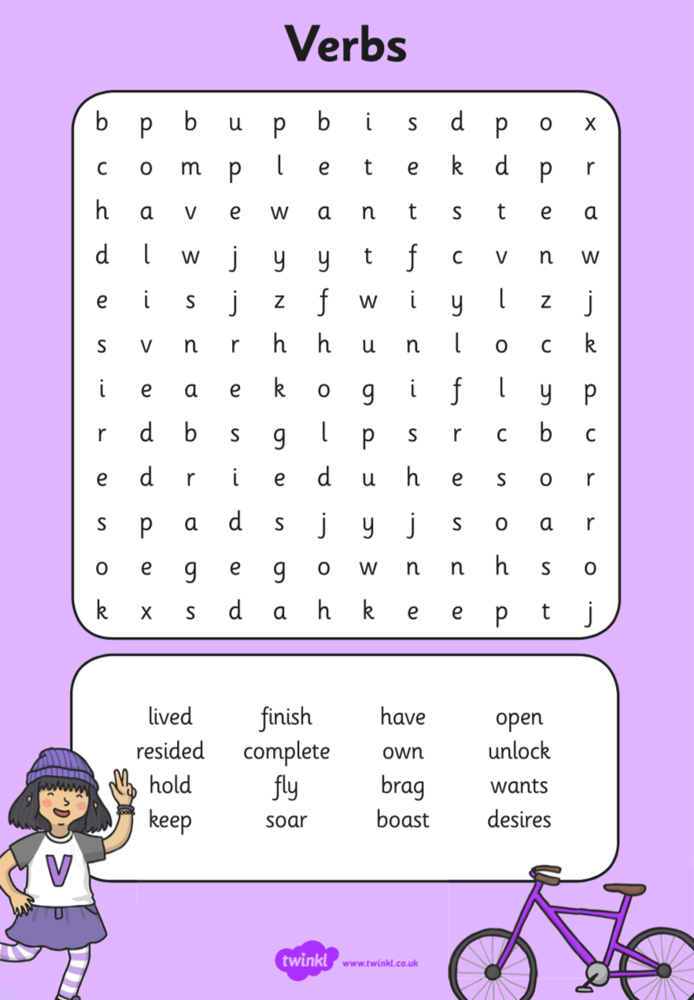 Verbs
b p b u p b i s d p o x
c o m p l e t e k d p r
h a v e w a n t s t e a
d l w j y y t f c v n w
e i s j z f w i y l z j
s v n r h h u n l o c k
i e a e k o g i f l y p
r d b s g l p s r c b c
e d r i e d u h e s o r
s p a d s j y j s o a r
o e g e g o w n n h s o
k x s d a h k e e p t j
lived finish have open
resided complete own unlock
hold fly brag wants
keep soar boast desires
V
twinkl www.twinkl.co.uk